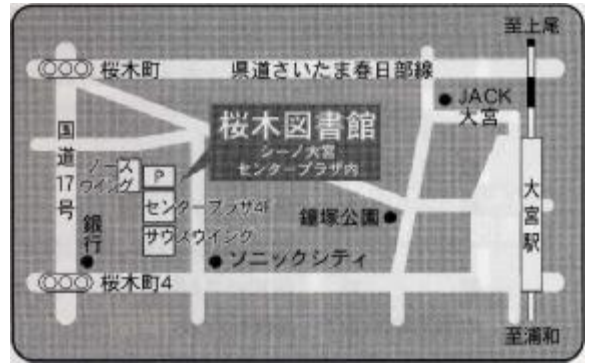 至上尾
桜木町
県道さいたま春日部線
JACK
大宮
桜木図書館
シーノ大宮
センタープラザ内
国道17号
ノース
ウイング
P
センタープラザ4F
サウスウイング
銀行
鐘塚公園
大宮駅
ソニックシティ
桜木町4
至浦和